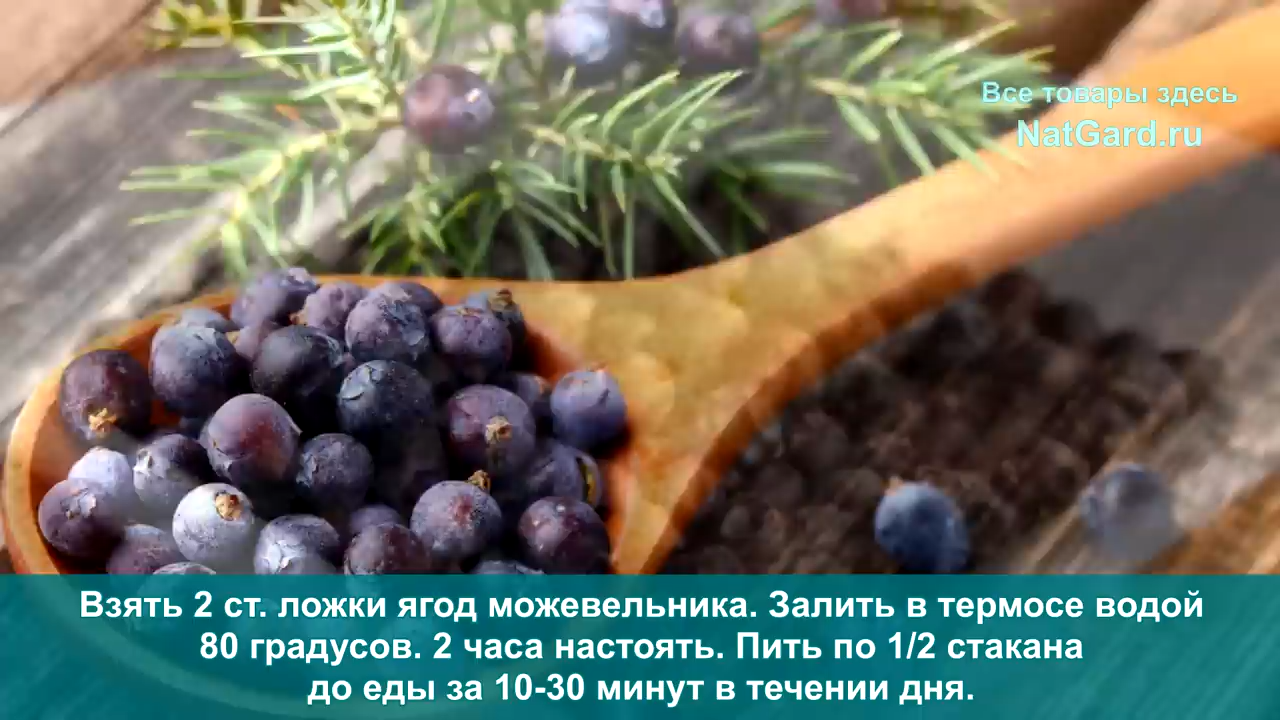 Все товары здесь
NatGard.ru
Взять 2 ст. ложки ягод можевельника. Залить в термосе водой
80 градусов. 2 часа настоять. Пить по 1/2 стакана
до еды за 10-30 минут в течении дня.